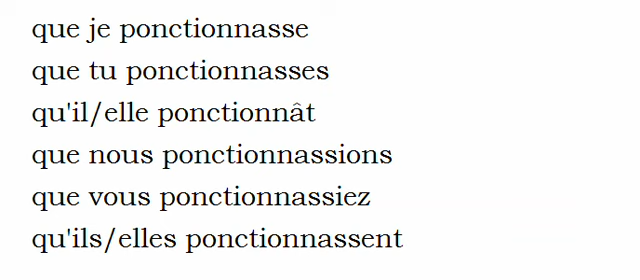 que je ponctionnasse
que tu ponctionnasses
qu'il/elle ponctionnât
que nous ponctionnassions
que vous ponctionnassiez
qu'ils/elles ponctionnassent